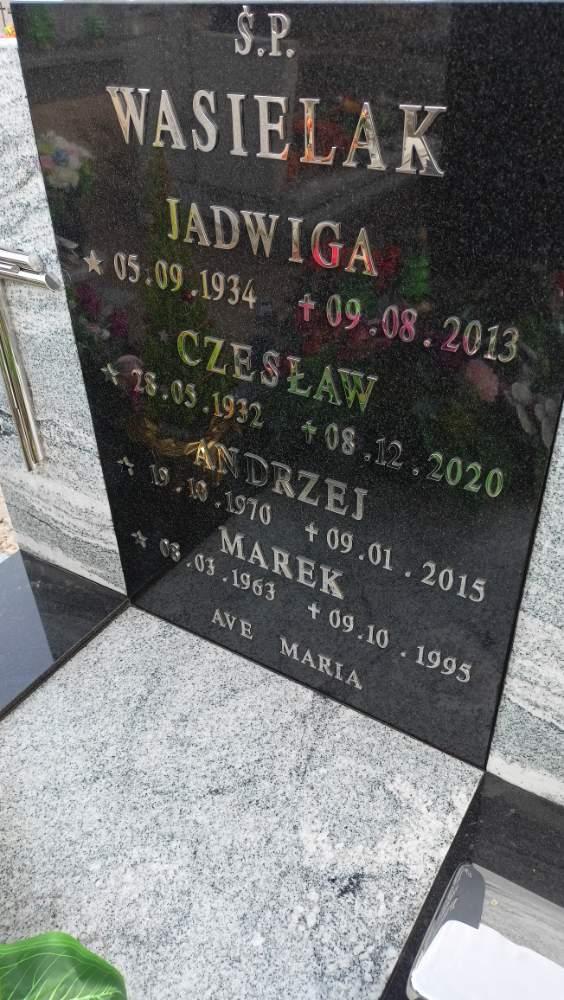 Ś.P.
WASIELAK
JADWIGA
★ 05.09.1934 ✝ 09.08.2013
CZESŁAW
★ 28.05.1932 ✝ 08.12.2020
ANDRZEJ
★ 19.10.1970 ✝ 09.01.2015
MAREK
★ 03.03.1963 ✝ 09.10.1995
AVE MARIA